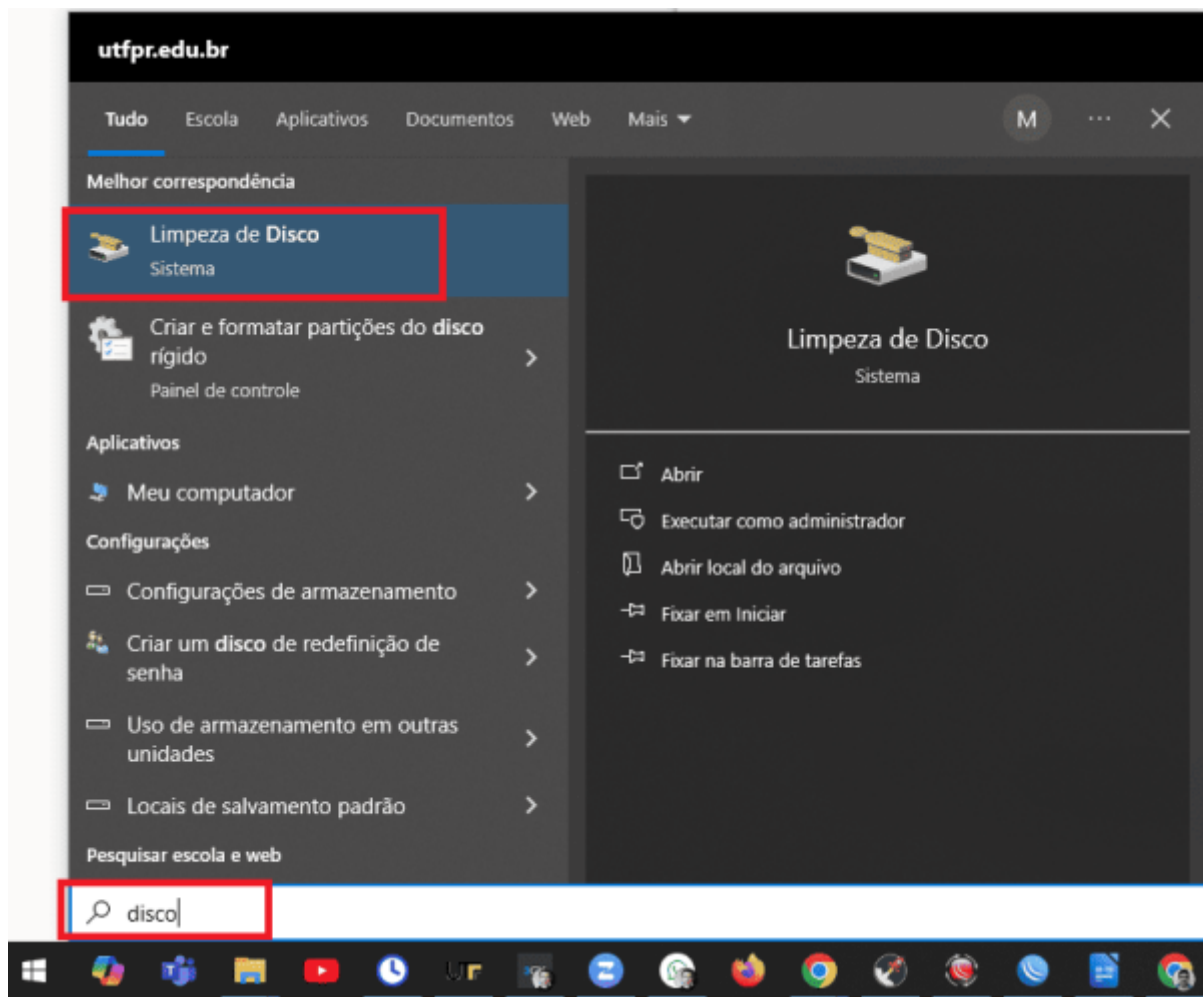 utfpr.edu.br
Tudo Escola Aplicativos Documentos Web Mais
M
Melhor correspondência
Limpeza de Disco
Sistema
Criar e formatar partições do disco
rígido
Painel de controle
Aplicativos
Meu computador
Configurações
Configurações de armazenamento
Criar um disco de redefinição de
senha
Uso de armazenamento em outras
unidades
Locais de salvamento padrão
Pesquisar escola e web
disco
Limpeza de Disco
Sistema
Abrir
Executar como administrador
Abrir local do arquivo
Fixar em Iniciar
Fixar na barra de tarefas